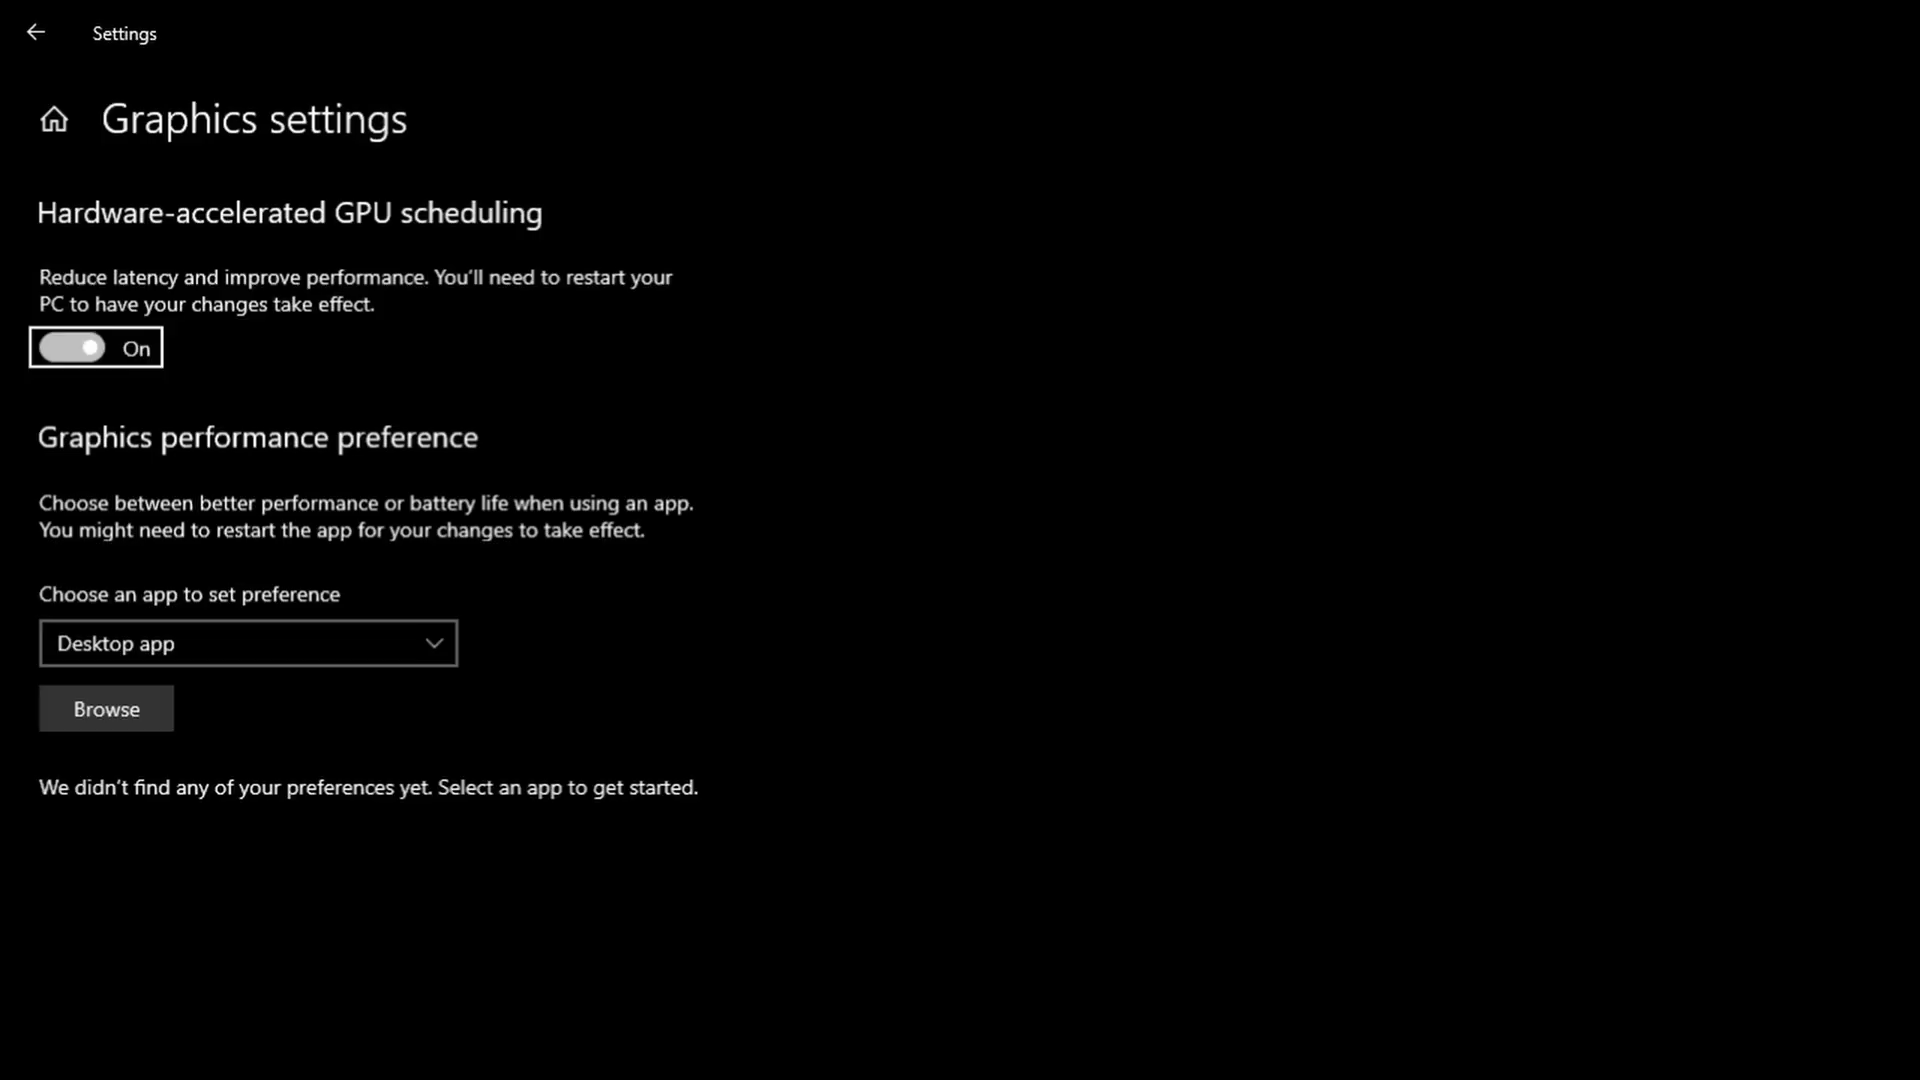 Settings
Graphics settings
Hardware-accelerated GPU scheduling
Reduce latency and improve performance. You’ll need to restart your
PC to have your changes take effect.
On
Graphics performance preference
Choose between better performance or battery life when using an app.
You might need to restart the app for your changes to take effect.
Choose an app to set preference
Desktop app
Browse
We didn’t find any of your preferences yet. Select an app to get started.